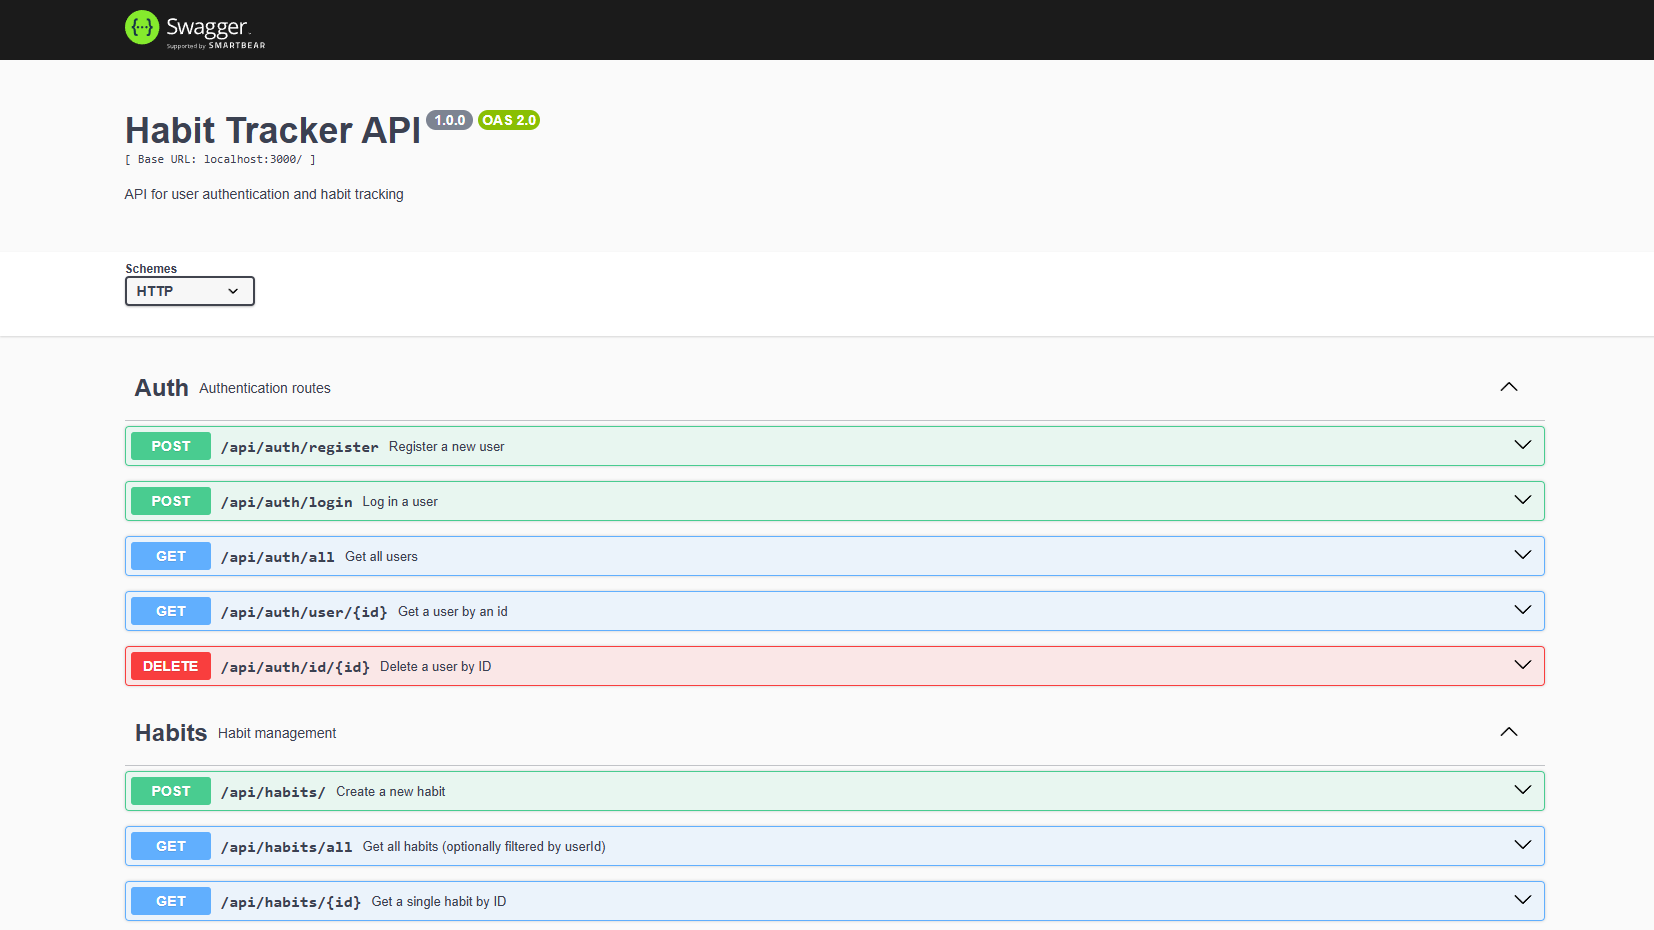 {···} Swagger.
Supported by SMARTBEAR
Habit Tracker API 1.0.0 OAS 2.0
[ Base URL: localhost:3000/ ]
API for user authentication and habit tracking
Schemes
HTTP
Auth Authentication routes
POST /api/auth/register Register a new user
POST /api/auth/login Log in a user
GET /api/auth/all Get all users
GET /api/auth/user/{id} Get a user by an id
DELETE /api/auth/id/{id} Delete a user by ID
Habits Habit management
POST /api/habits/ Create a new habit
GET /api/habits/all Get all habits (optionally filtered by userId)
GET /api/habits/{id} Get a single habit by ID